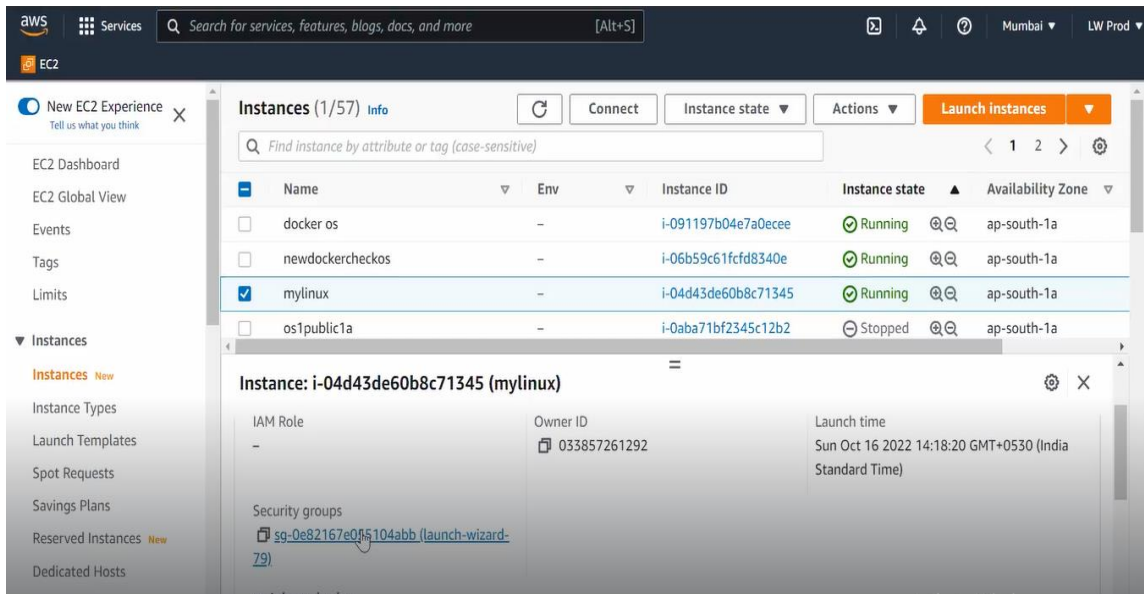 aws Services Search for services, features, blogs, docs, and more [Alt+S] Mumbai ▼ LW Prod ▼
EC2
New EC2 Experience
Tell us what you think
EC2 Dashboard
EC2 Global View
Events
Tags
Limits
▼ Instances
Instances New
Instance Types
Launch Templates
Spot Requests
Savings Plans
Reserved Instances New
Dedicated Hosts
Instances (1/57) Info Connect Instance state ▼ Actions ▼ Launch instances ▼
Find instance by attribute or tag (case-sensitive) 1 2
Name Env Instance ID Instance state ▲ Availability Zone
docker os – i-091197b04e7a0ecee Running ap-south-1a
newdockercheckos – i-06b59c61fcfd8340e Running ap-south-1a
mylinux – i-04d43de60b8c71345 Running ap-south-1a
os1public1a – i-0aba71bf2345c12b2 Stopped ap-south-1a
Instance: i-04d43de60b8c71345 (mylinux)
IAM Role
–
Owner ID
033857261292
Launch time
Sun Oct 16 2022 14:18:20 GMT+0530 (India
Standard Time)
Security groups
(launch-wizard-
79)